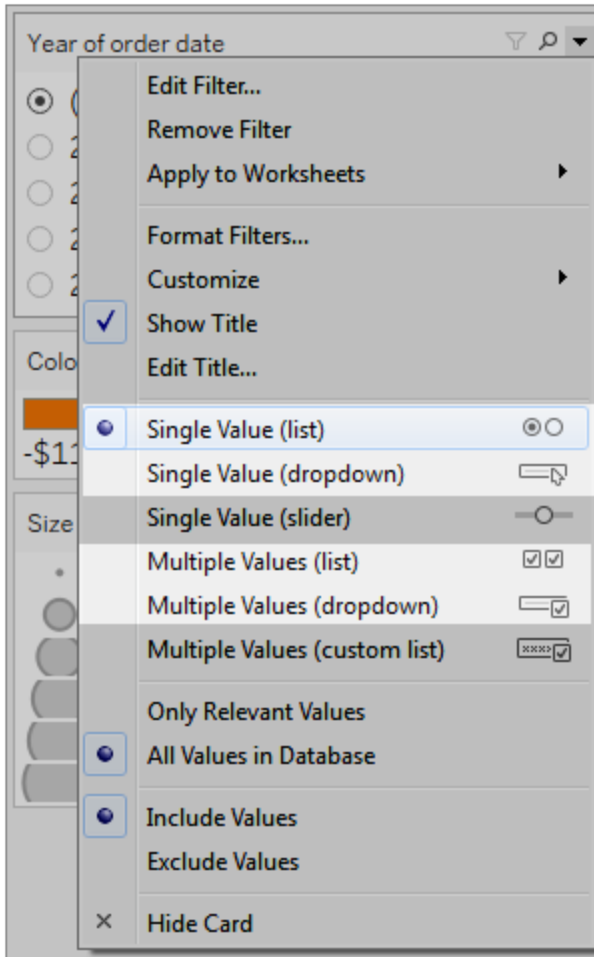 Year of order date
Edit Filter...
Remove Filter
Apply to Worksheets
Format Filters...
Customize
Show Title
Edit Title...
Colo
-$11
Single Value (list)
Single Value (dropdown)
Single Value (slider)
Size
Multiple Values (list)
Multiple Values (dropdown)
Multiple Values (custom list)
Only Relevant Values
All Values in Database
Include Values
Exclude Values
Hide Card